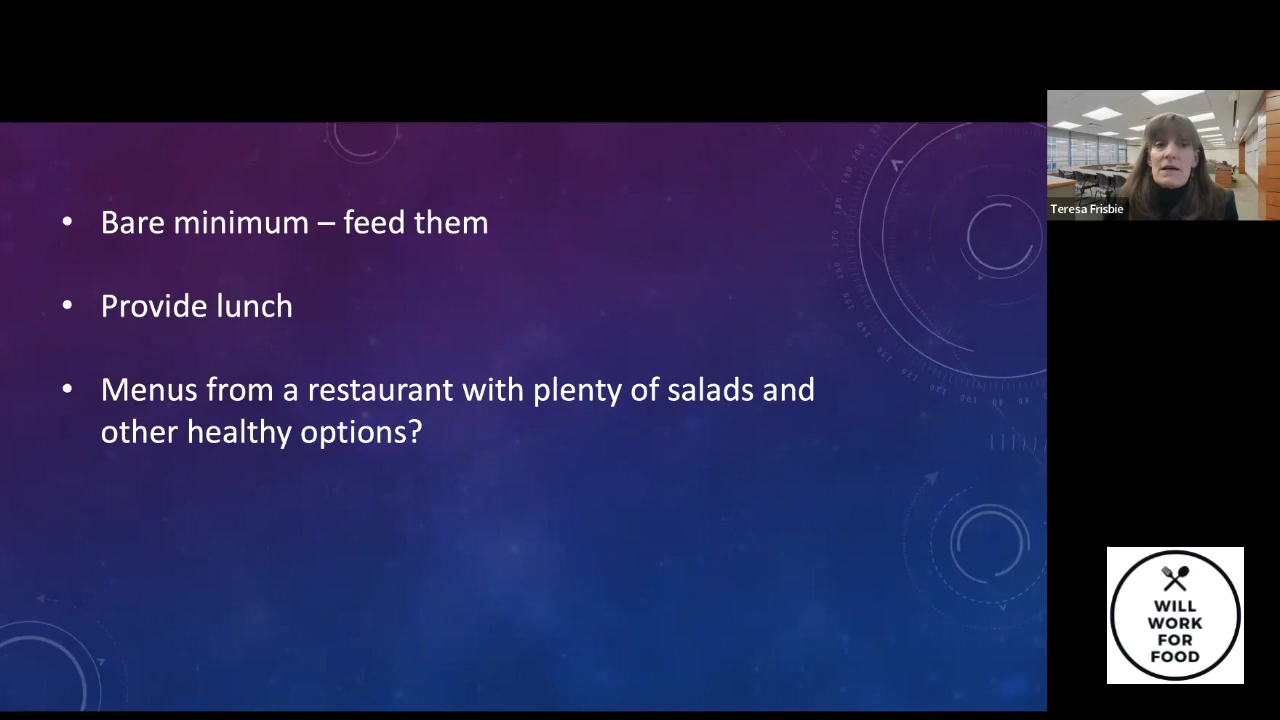 • Bare minimum – feed them
• Provide lunch
• Menus from a restaurant with plenty of salads and
other healthy options?
Teresa Frisbie
WILL
WORK
FOR
FOOD